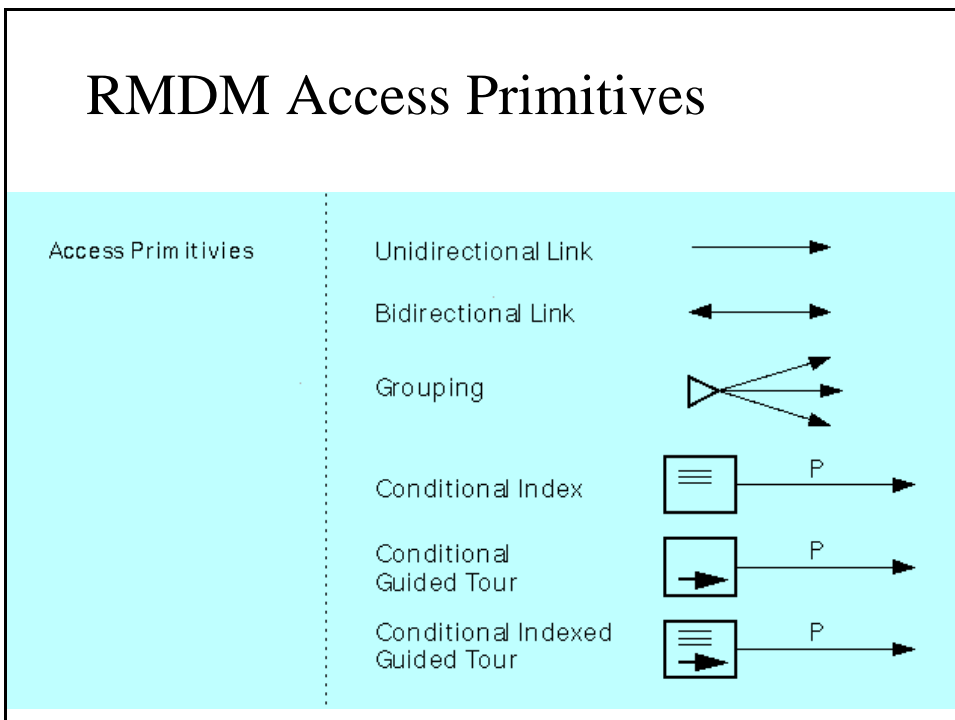 RMDM Access Primitives
Access Primitivies
Unidirectional Link
Bidirectional Link
Grouping
Conditional Index
P
Conditional
Guided Tour
P
Conditional Indexed
Guided Tour
P